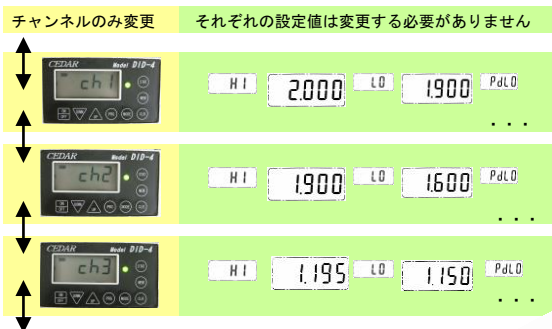 チャンネルのみ変更 それぞれの設定値は変更する必要がありません
CEDAR Model DID-4
ch1
HI 2.000 LO 1.900 PdLO
...
CEDAR Model DID-4
ch2
HI 1.900 LO 1.600 PdLO
...
CEDAR Model DID-4
ch3
HI 1.195 LO 1.150 PdLO
...